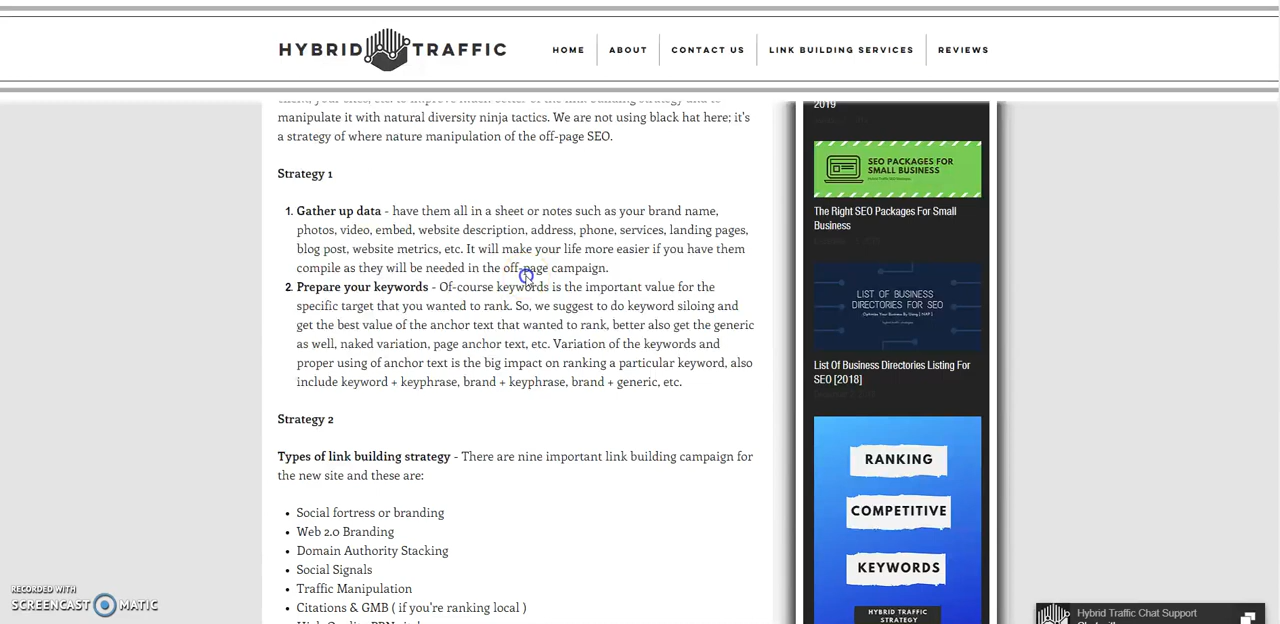 HYBRID TRAFFIC
HOME
ABOUT
CONTACT US
LINK BUILDING SERVICES
REVIEWS
manipulate it with natural diversity ninja tactics. We are not using black hat here; it's
a strategy of where nature manipulation of the off-page SEO.
Strategy 1
1. Gather up data - have them all in a sheet or notes such as your brand name,
photos, video, embed, website description, address, phone, services, landing pages,
blog post, website metrics, etc. It will make your life more easier if you have them
compile as they will be needed in the off-page campaign.
2. Prepare your keywords - Of-course keywords is the important value for the
specific target that you wanted to rank. So, we suggest to do keyword siloing and
get the best value of the anchor text that wanted to rank, better also get the generic
as well, naked variation, page anchor text, etc. Variation of the keywords and
proper using of anchor text is the big impact on ranking a particular keyword, also
include keyword + keyphrase, brand + keyphrase, brand + generic, etc.
Strategy 2
Types of link building strategy - There are nine important link building campaign for
the new site and these are:
• Social fortress or branding
• Web 2.0 Branding
• Domain Authority Stacking
• Social Signals
• Traffic Manipulation
• Citations & GMB ( if you're ranking local )
2019
SEO PACKAGES FOR
SMALL BUSINESS
The Right SEO Packages For Small
Business
LIST OF BUSINESS
DIRECTORIES FOR SEO
List Of Business Directories Listing For
SEO [2018]
RANKING
COMPETITIVE
KEYWORDS
HYBRID TRAFFIC
STRATEGY
RECORDED WITH
SCREENCAST MATIC
Hybrid Traffic Chat Support